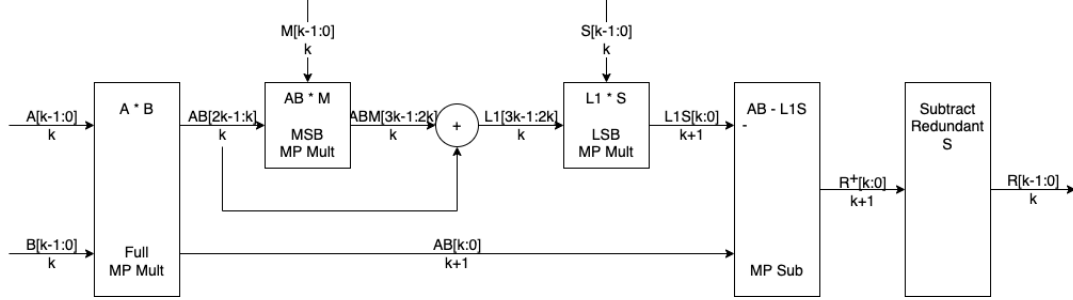 M[k-1:0]
k
S[k-1:0]
k
A[k-1:0]
k
A * B
AB[2k-1:k]
k
AB * M
MSB
MP Mult
ABM[3k-1:2k]
k
+
L1[3k-1:2k]
k
L1 * S
LSB
MP Mult
L1S[k:0]
k+1
AB - L1S
-
Subtract
Redundant
S
R+[k:0]
k+1
R[k-1:0]
k
B[k-1:0]
k
Full
MP Mult
AB[k:0]
k+1
MP Sub